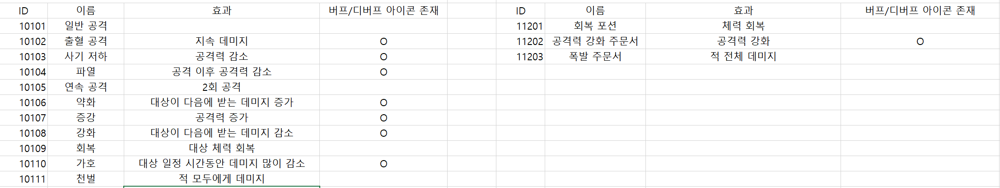 ID 이름 효과 버프/디버프 아이콘 존재 ID 이름 효과 버프/디버프 아이콘 존재
10101 일반 공격 11201 회복 포션 체력 회복
10102 출혈 공격 지속 데미지 O 11202 공격력 강화 주문서 공격력 강화 O
10103 사기 저하 공격력 감소 O 11203 폭발 주문서 적 전체 데미지
10104 파열 공격 이후 공격력 감소 O
10105 연속 공격 2회 공격
10106 약화 대상이 다음에 받는 데미지 증가 O
10107 증강 공격력 증가 O
10108 강화 대상이 다음에 받는 데미지 감소 O
10109 회복 대상 체력 회복
10110 가호 대상 일정 시간동안 데미지 많이 감소 O
10111 천벌 적 모두에게 데미지